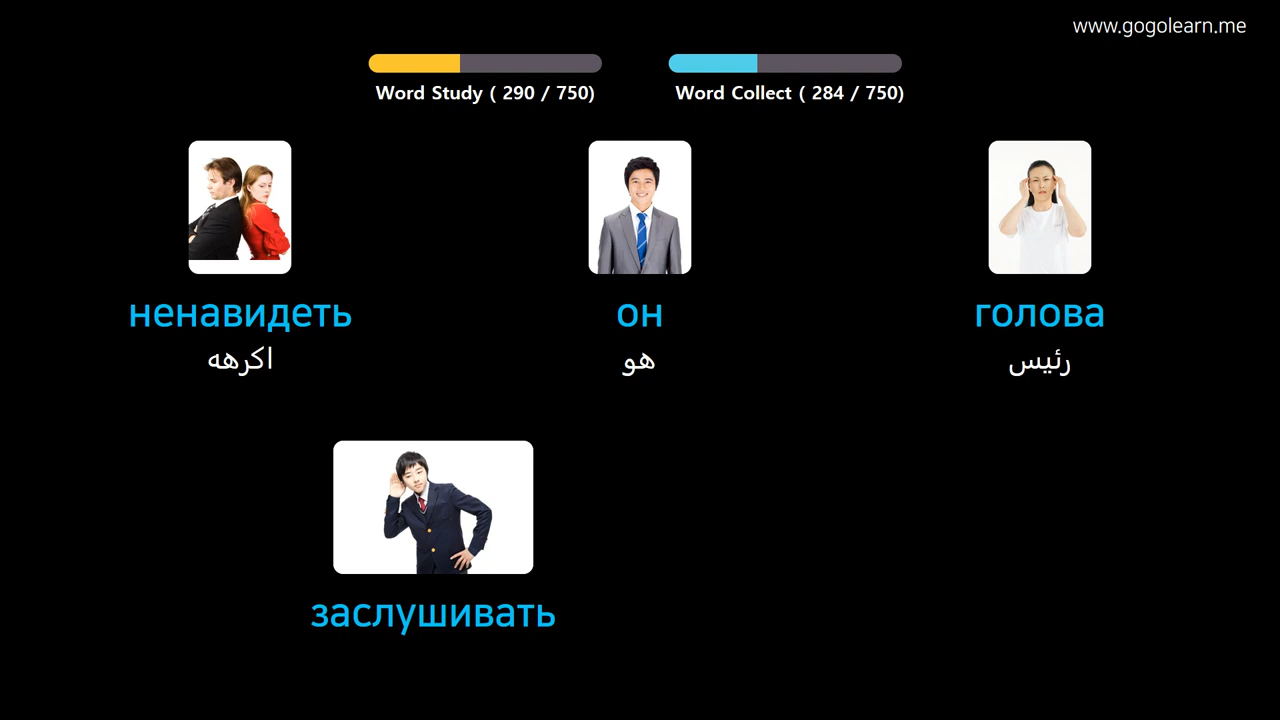 www.gogolearn.me
Word Study ( 290 / 750)
Word Collect ( 284 / 750)
ненавидеть
он
голова
اكرهه
هو
رئيس
заслушивать